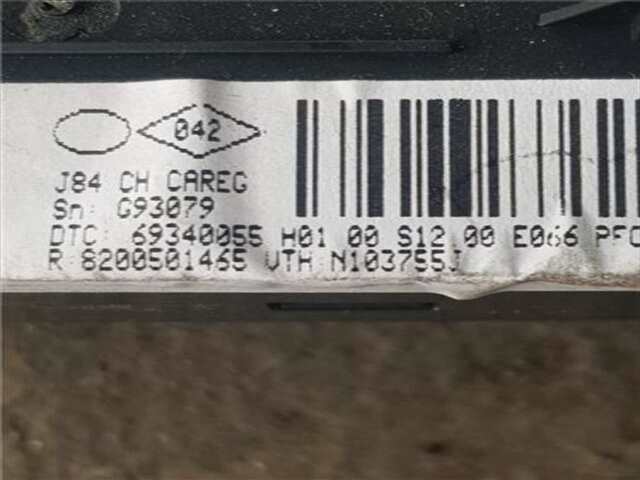 042
J84 CH CAREG
Sn: G93079
DTC: 69340055 H01 00 S12 00 E066
R:8200501465 VTH:N103755J